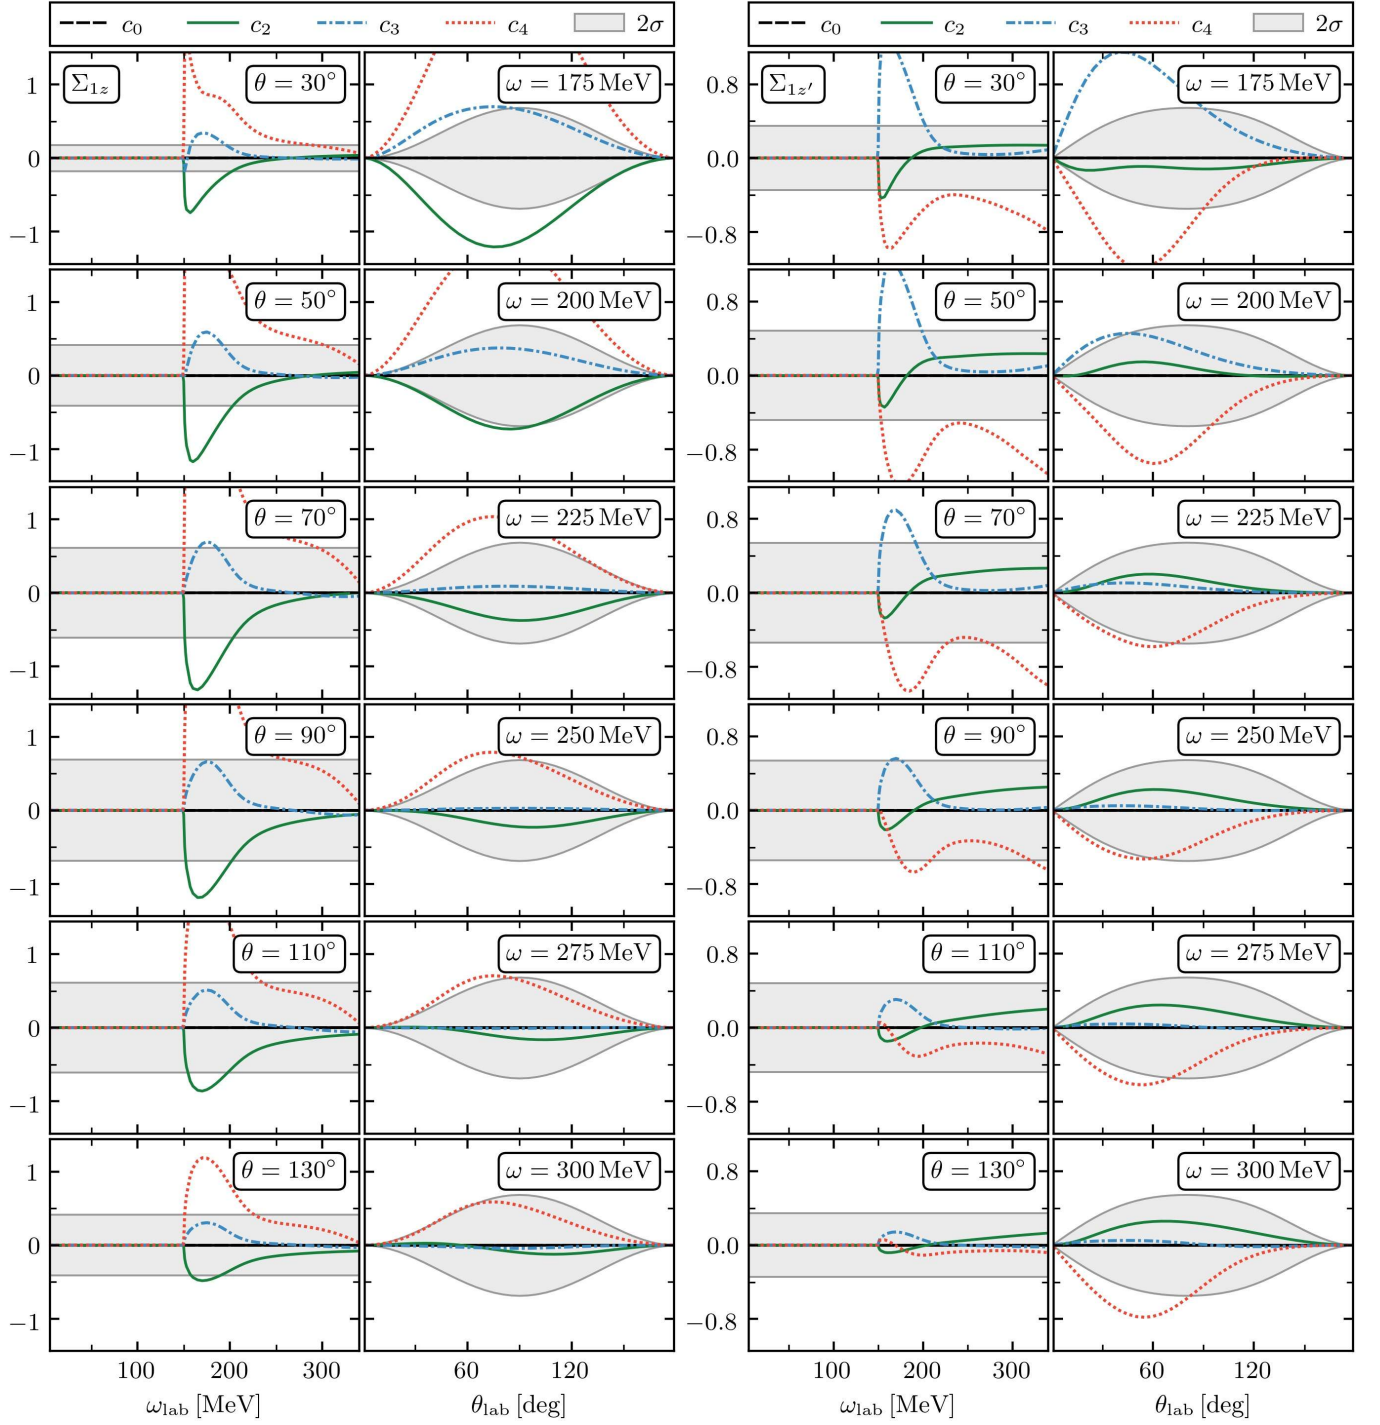 c₀ c₂ c₃ c₄ 2σ c₀ c₂ c₃ c₄ 2σ
Σ₁z θ = 30° ω = 175 MeV Σ₁z′ θ = 30° ω = 175 MeV
1 0.8
0 0.0
−1 −0.8
θ = 50° ω = 200 MeV θ = 50° ω = 200 MeV
1 0.8
0 0.0
−1 −0.8
θ = 70° ω = 225 MeV θ = 70° ω = 225 MeV
1 0.8
0 0.0
−1 −0.8
θ = 90° ω = 250 MeV θ = 90° ω = 250 MeV
1 0.8
0 0.0
−1 −0.8
θ = 110° ω = 275 MeV θ = 110° ω = 275 MeV
1 0.8
0 0.0
−1 −0.8
θ = 130° ω = 300 MeV θ = 130° ω = 300 MeV
1 0.8
0 0.0
−1 −0.8
100 200 300 60 120 100 200 300 60 120
ω_lab [MeV] θ_lab [deg] ω_lab [MeV] θ_lab [deg]